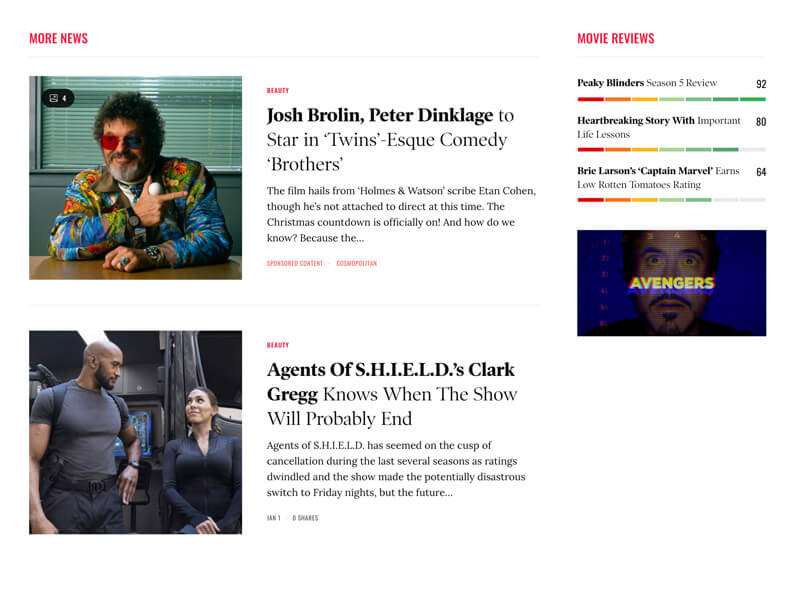 MORE NEWS
4
BEAUTY
Josh Brolin, Peter Dinklage to
Star in ‘Twins’-Esque Comedy
‘Brothers’
The film hails from ‘Holmes & Watson’ scribe Etan Cohen,
though he’s not attached to direct at this time. The
Christmas countdown is officially on! And how do we
know? Because the...
SPONSORED CONTENT · COSMOPOLITAN
BEAUTY
Agents Of S.H.I.E.L.D.’s Clark
Gregg Knows When The Show
Will Probably End
Agents of S.H.I.E.L.D. has seemed on the cusp of
cancellation during the last several seasons as ratings
dwindled and the show made the potentially disastrous
switch to Friday nights, but the future...
JAN 1 · 0 SHARES
MOVIE REVIEWS
Peaky Blinders Season 5 Review 92
Heartbreaking Story With Important 80
Life Lessons
Brie Larson’s ‘Captain Marvel’ Earns 64
Low Rotten Tomatoes Rating
AVENGERS